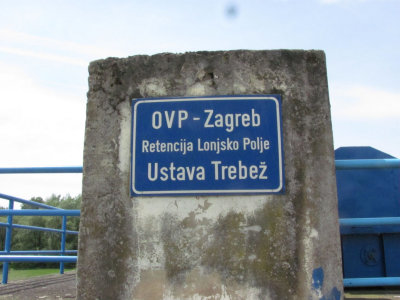 OVP - Zagreb
Retencija Lonjsko Polje
Ustava Trebež